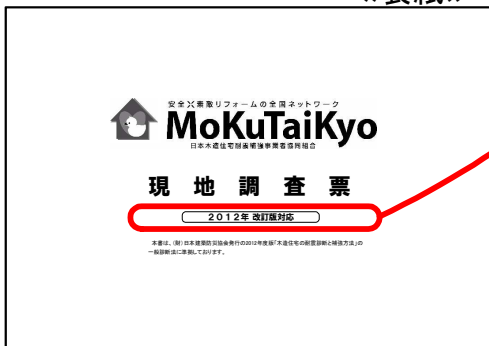 安全×素敵リフォームの全国ネットワーク
MoKuTaiKyo
日本木造住宅耐震補強事業者協同組合
現地調査票
2012年 改訂版対応
本書は、(財)日本建築防災協会発行の2012年度版「木造住宅の耐震診断と補強方法」の
一般診断法に準拠しております。